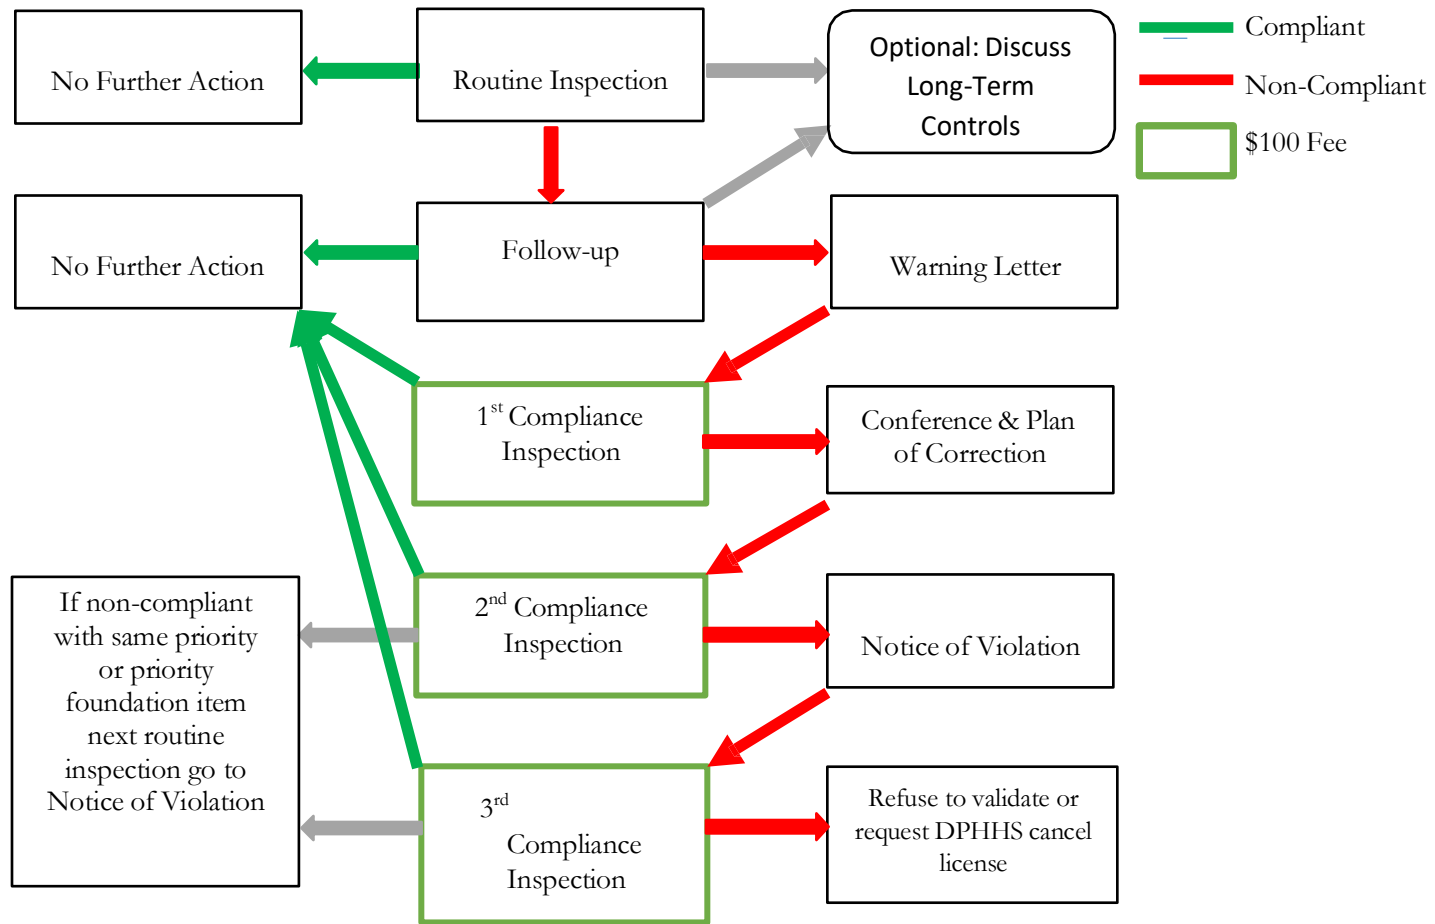 No Further Action
Routine Inspection
Optional: Discuss
Long-Term
Controls
Compliant
Non-Compliant
$100 Fee
No Further Action
Follow-up
Warning Letter
1st Compliance
Inspection
Conference & Plan
of Correction
If non-compliant
with same priority
or priority
foundation item
next routine
inspection go to
Notice of Violation
2nd Compliance
Inspection
Notice of Violation
3rd
Compliance
Inspection
Refuse to validate or
request DPHHS cancel
license